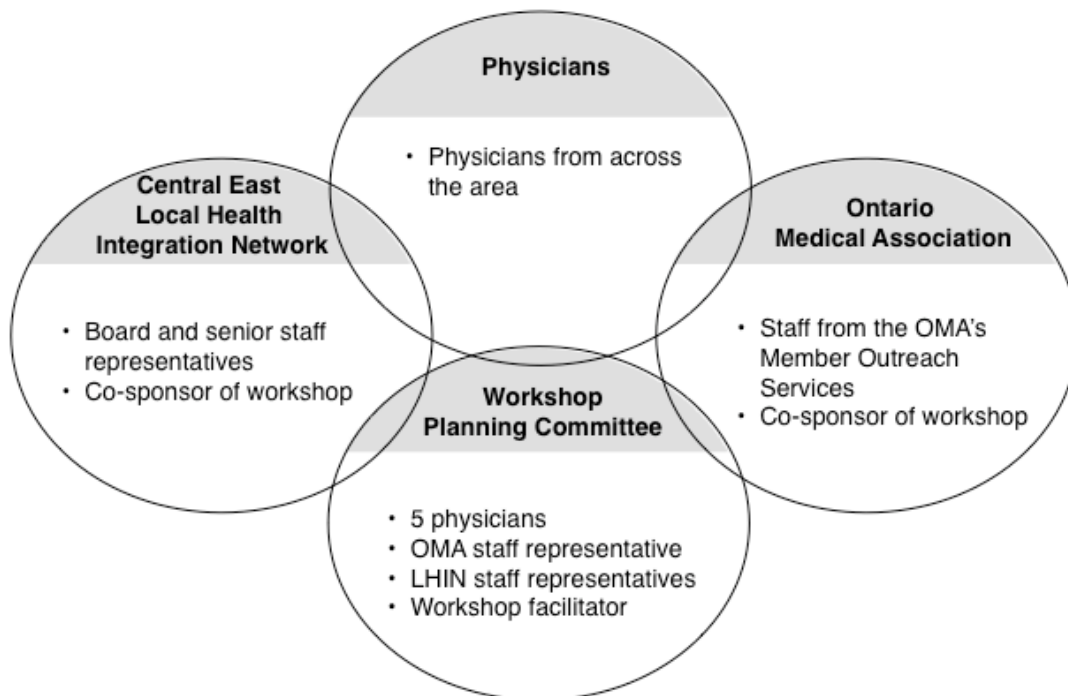 Physicians
• Physicians from across
the area
Central East
Local Health
Integration Network
• Board and senior staff
representatives
• Co-sponsor of workshop
Ontario
Medical Association
• Staff from the OMA's
Member Outreach
Services
• Co-sponsor of workshop
Workshop
Planning Committee
• 5 physicians
• OMA staff representative
• LHIN staff representatives
• Workshop facilitator